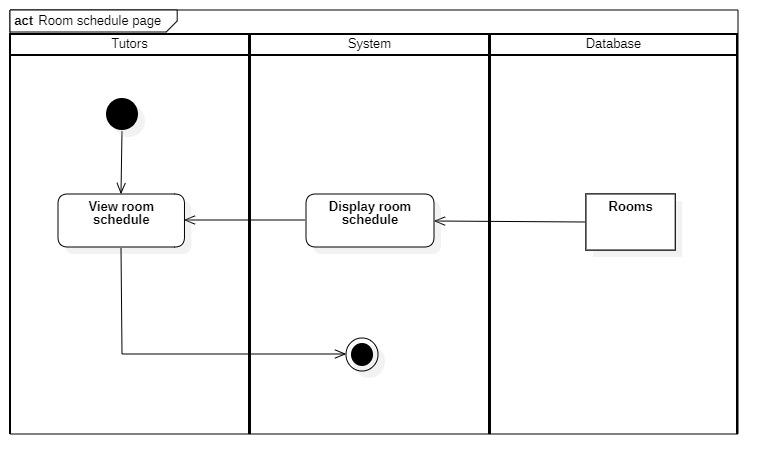 act Room schedule page
Tutors
System
Database
View room
schedule
Display room
schedule
Rooms